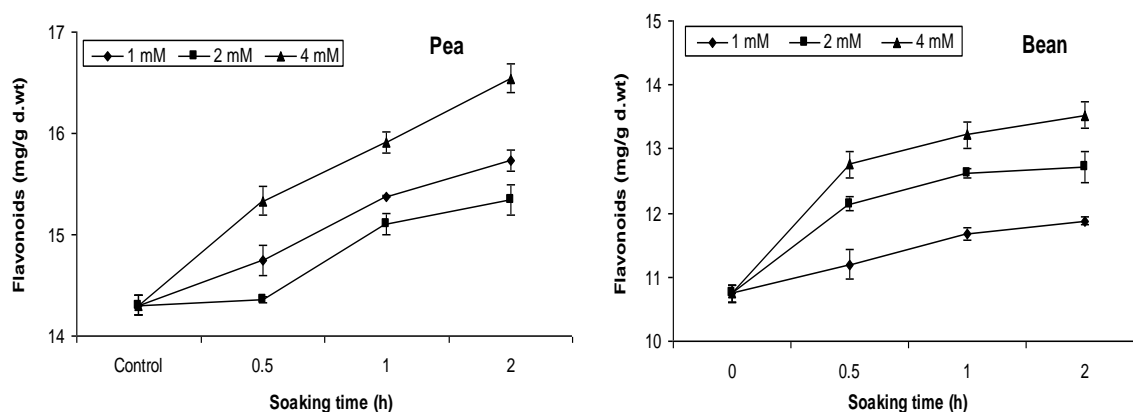 Pea
1 mM 2 mM 4 mM
Flavonoids (mg/g d.wt)
17
16
15
14
Control 0.5 1 2
Soaking time (h)
Bean
1 mM 2 mM 4 mM
Flavonoids (mg/g d.wt)
15
14
13
12
11
10
0 0.5 1 2
Soaking time (h)